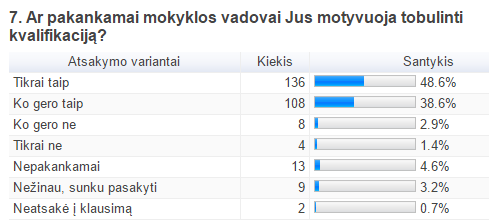 7. Ar pakankamai mokyklos vadovai Jus motyvuoja tobulinti
kvalifikaciją?
Atsakymo variantai Kiekis Santykis
Tikrai taip 136 48.6%
Ko gero taip 108 38.6%
Ko gero ne 8 2.9%
Tikrai ne 4 1.4%
Nepakankamai 13 4.6%
Nežinau, sunku pasakyti 9 3.2%
Neatsakė į klausimą 2 0.7%